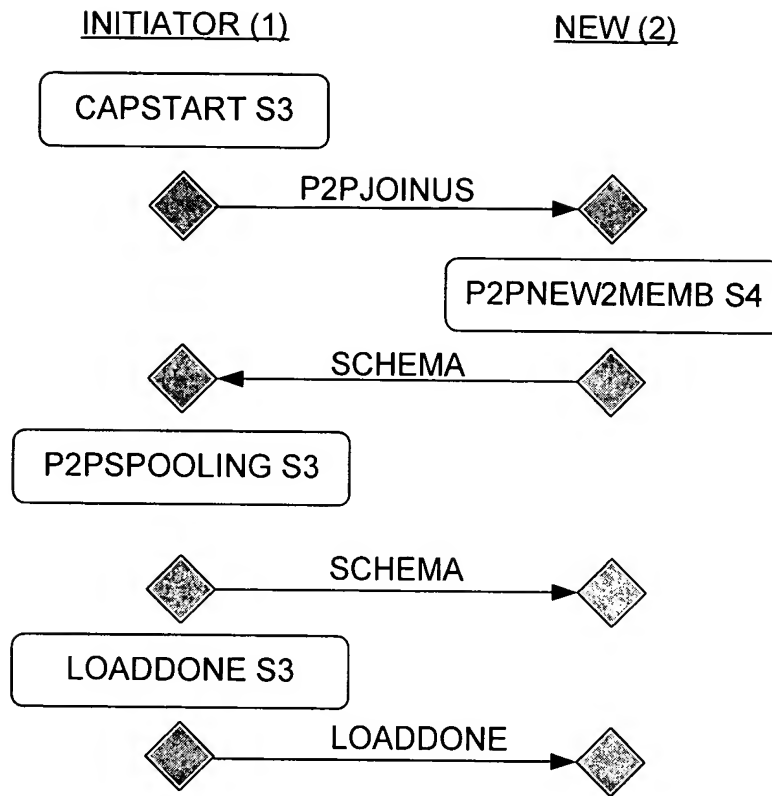 INITIATOR (1) NEW (2)
CAPSTART S3
P2PJOINUS
P2PNEW2MEMB S4
SCHEMA
P2PSPOOLING S3
SCHEMA
LOADDONE S3
LOADDONE